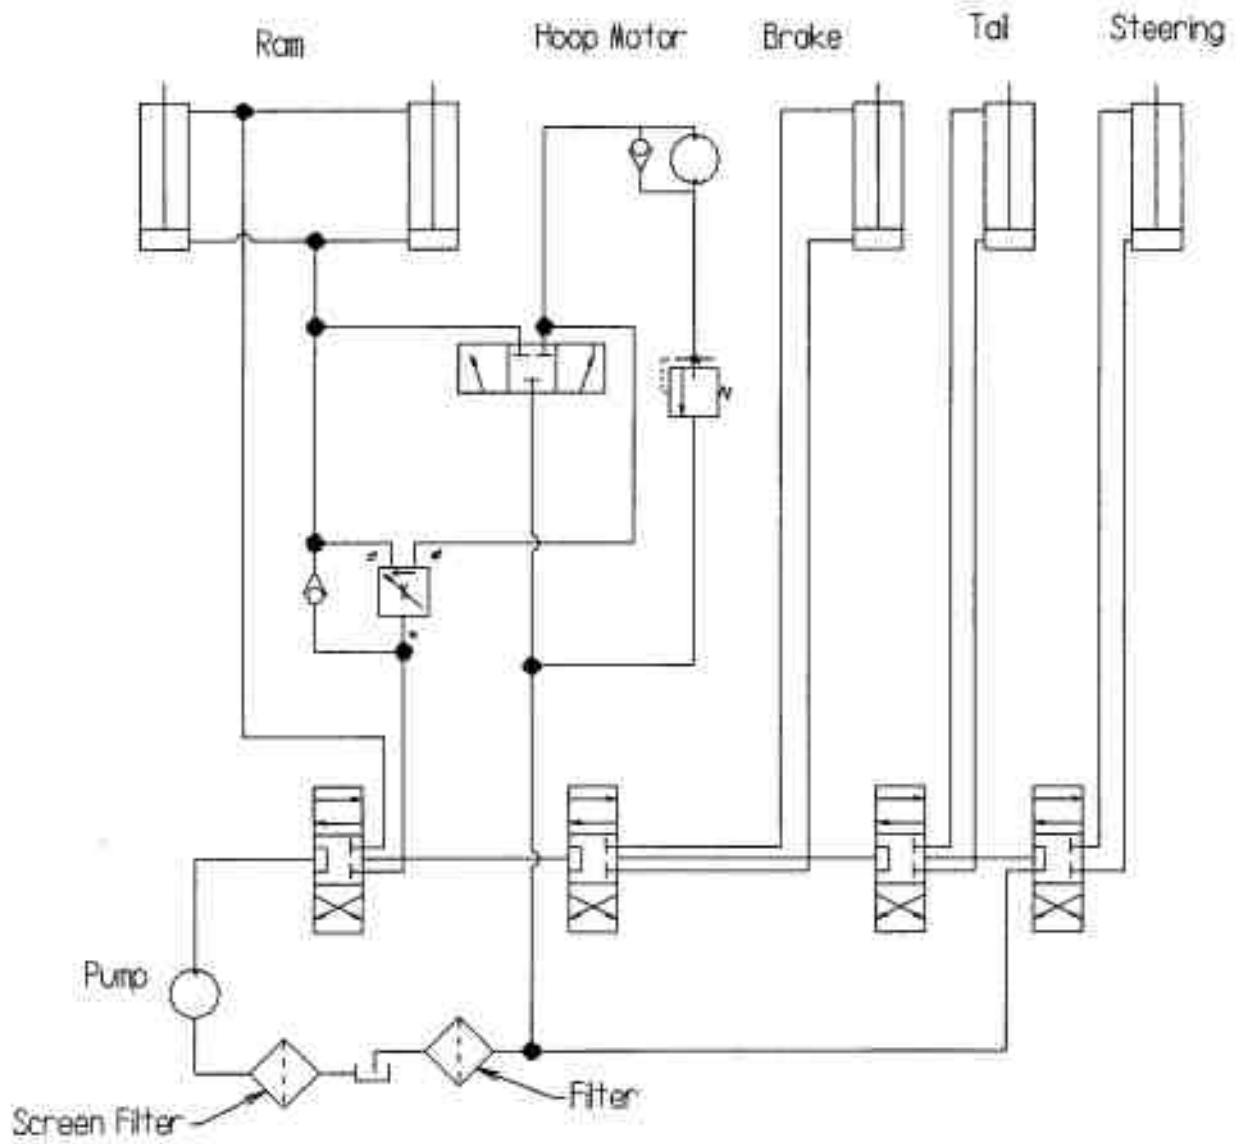 Ram
Hoop Motor
Brake
Tail
Steering
Pump
Screen Filter
Filter